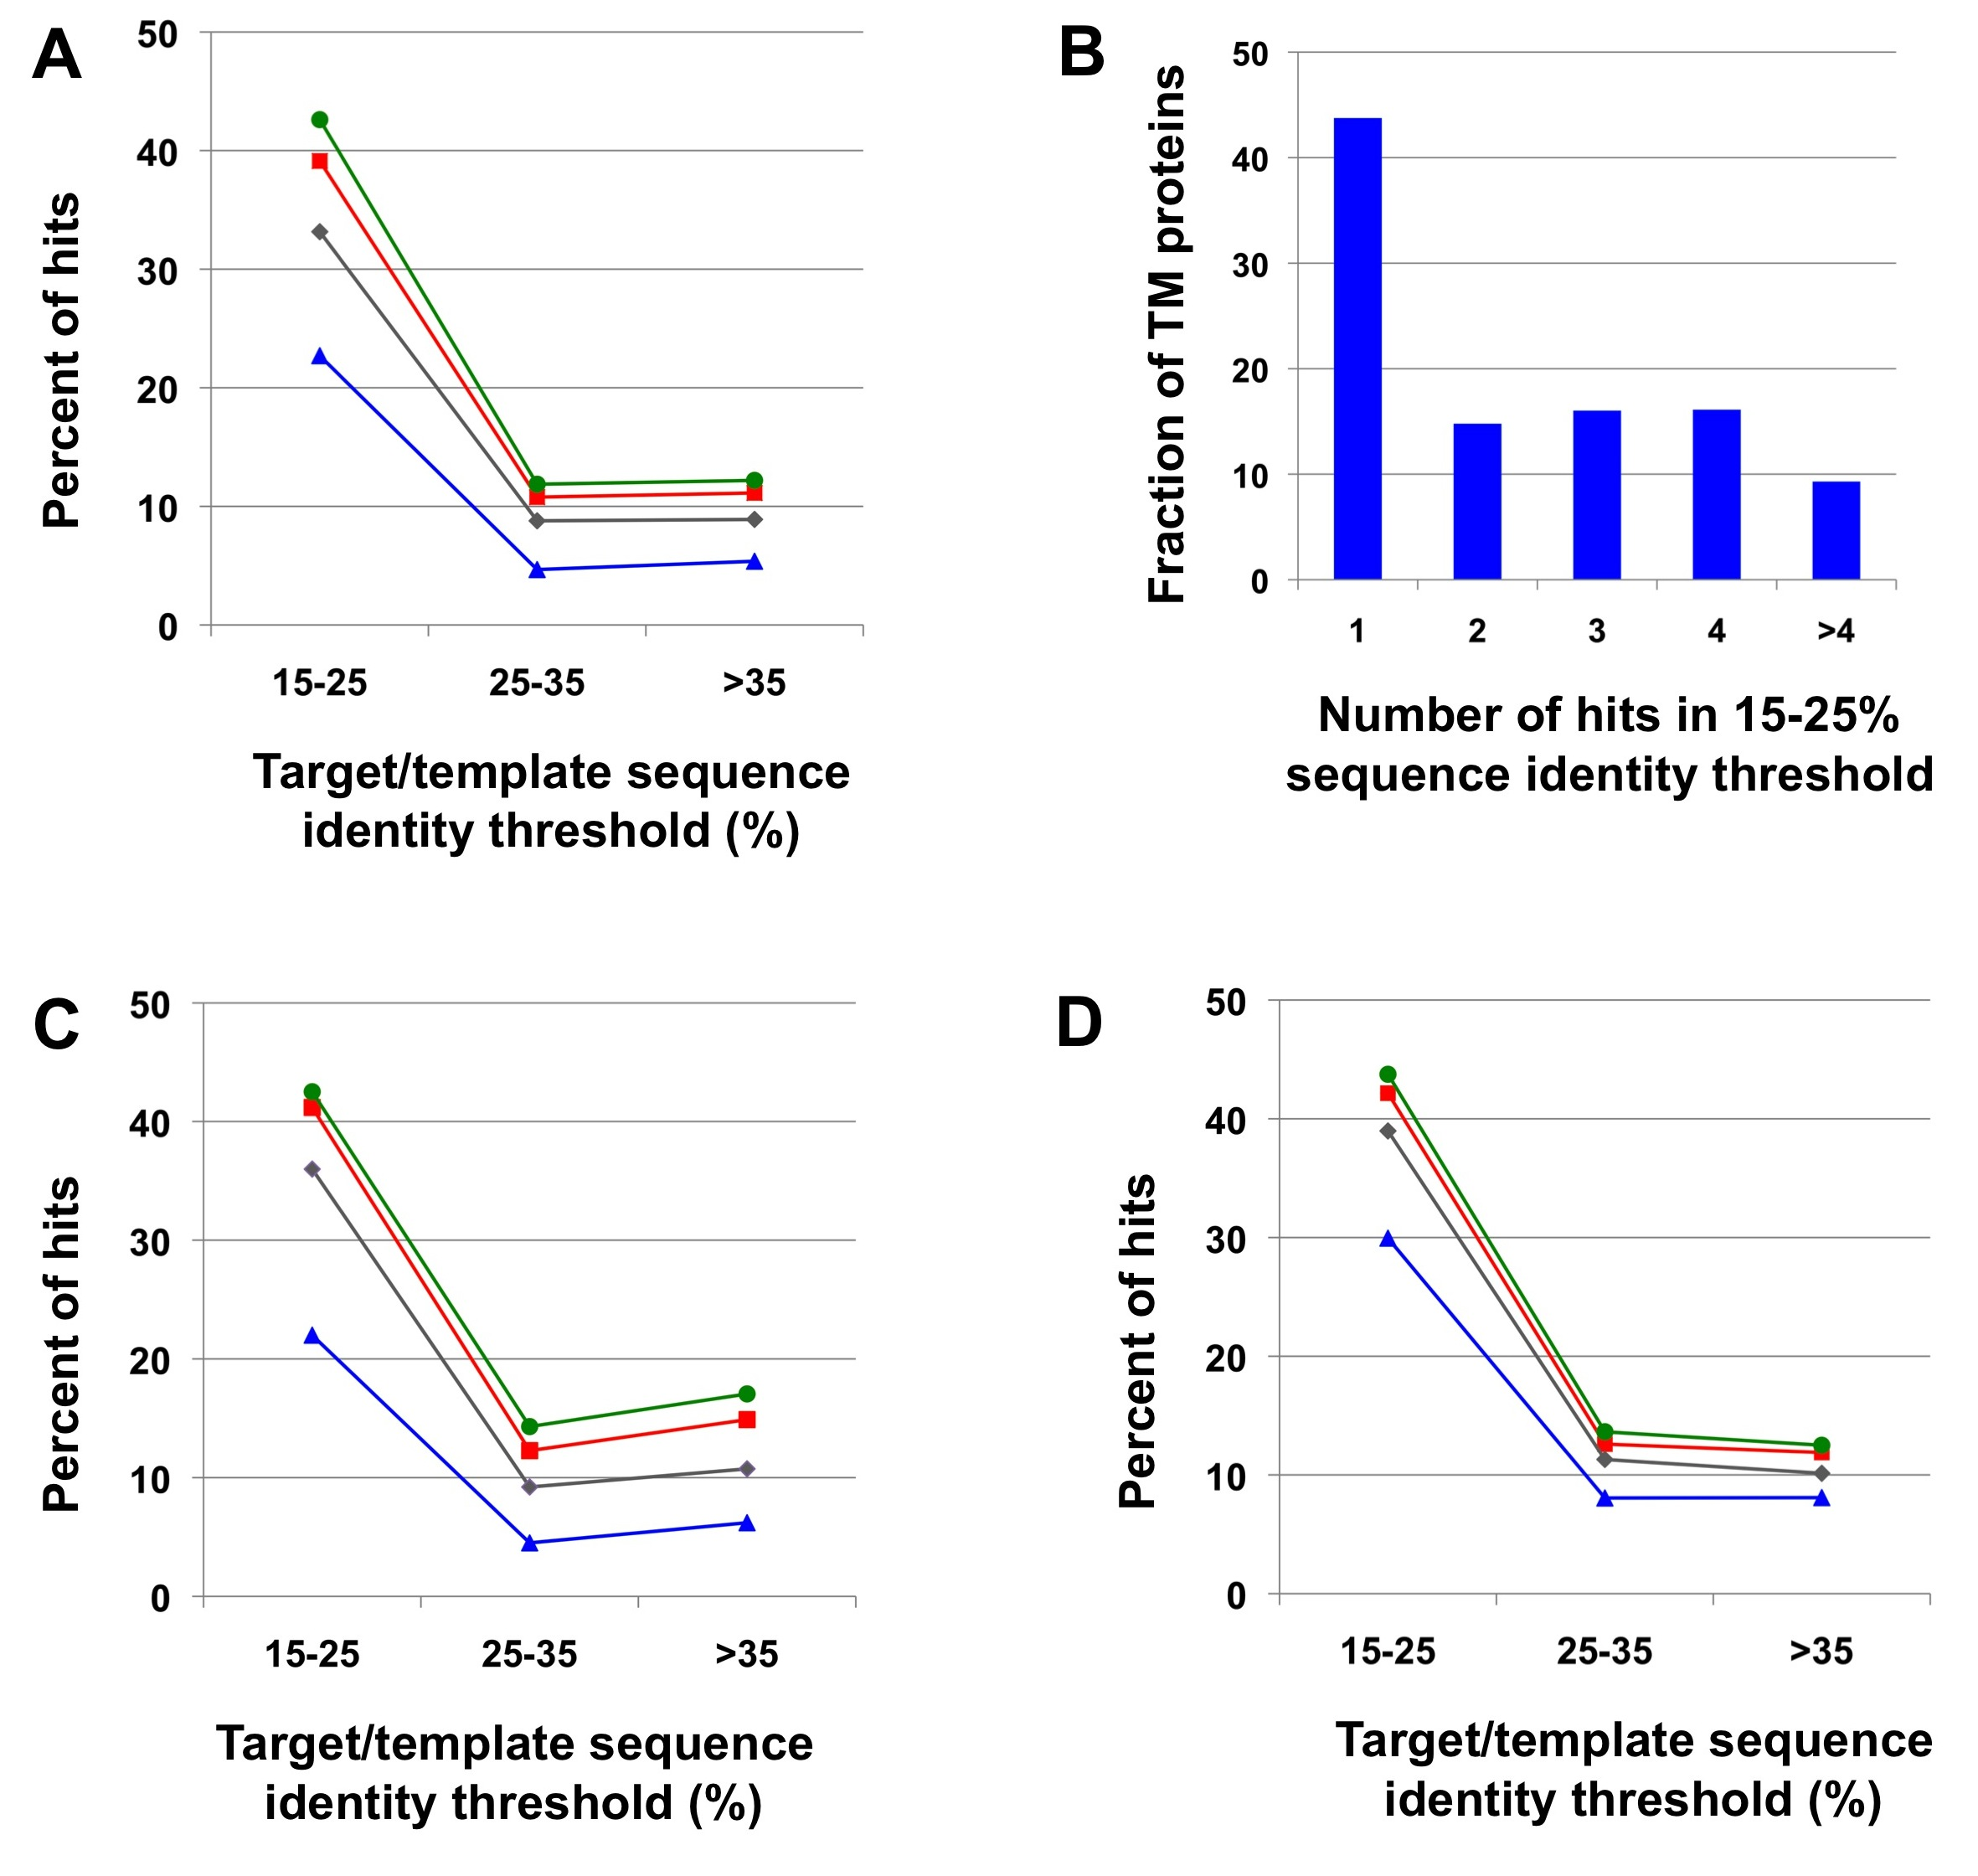 A
50
40
30
20
10
0
Percent of hits
15-25 25-35 >35
Target/template sequence
identity threshold (%)
B
50
40
30
20
10
0
Fraction of TM proteins
1 2 3 4 >4
Number of hits in 15-25%
sequence identity threshold
C
50
40
30
20
10
0
Percent of hits
15-25 25-35 >35
Target/template sequence
identity threshold (%)
D
50
40
30
20
10
0
Percent of hits
15-25 25-35 >35
Target/template sequence
identity threshold (%)